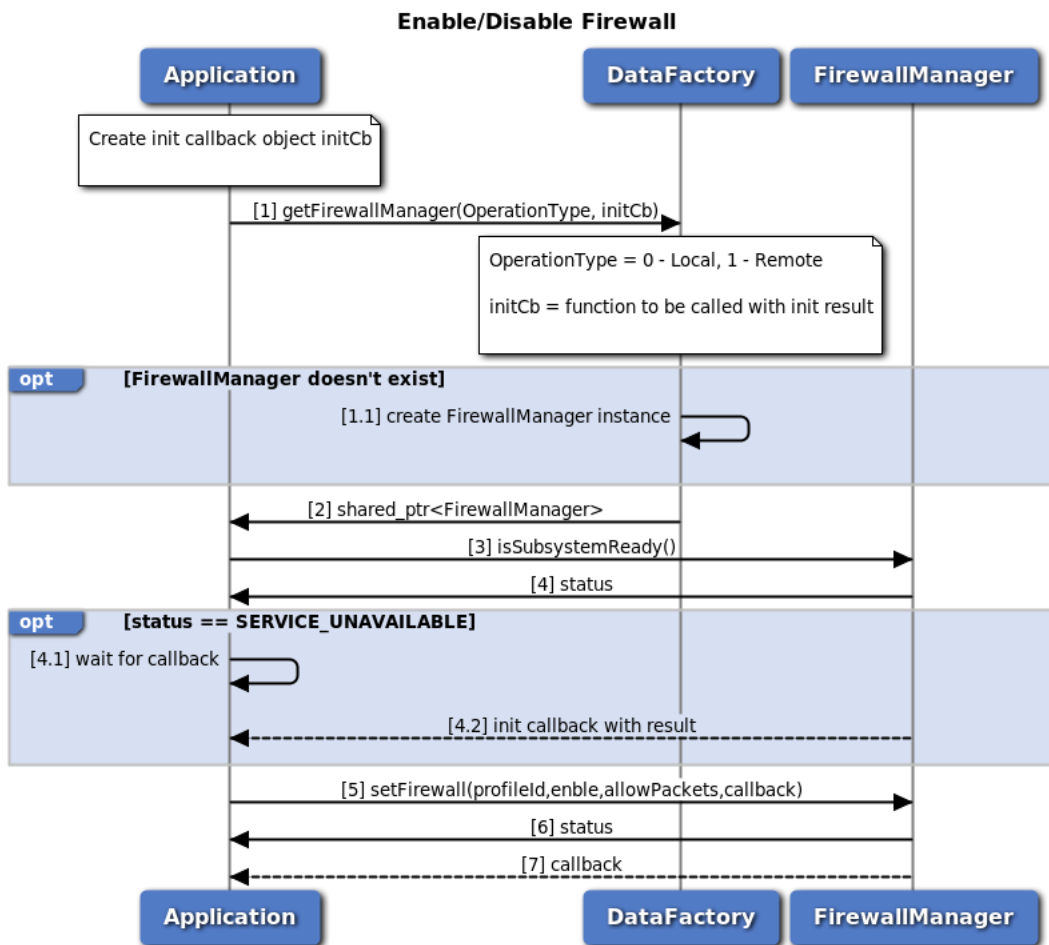 Enable/Disable Firewall
Application
DataFactory
FirewallManager
Create init callback object initCb
[1] getFirewallManager(OperationType, initCb)
OperationType = 0 - Local, 1 - Remote
initCb = function to be called with init result
opt
[FirewallManager doesn't exist]
[1.1] create FirewallManager instance
[2] shared_ptr<FirewallManager>
[3] isSubsystemReady()
[4] status
opt
[status == SERVICE_UNAVAILABLE]
[4.1] wait for callback
[4.2] init callback with result
[5] setFirewall(profileId,enble,allowPackets,callback)
[6] status
[7] callback
Application
DataFactory
FirewallManager